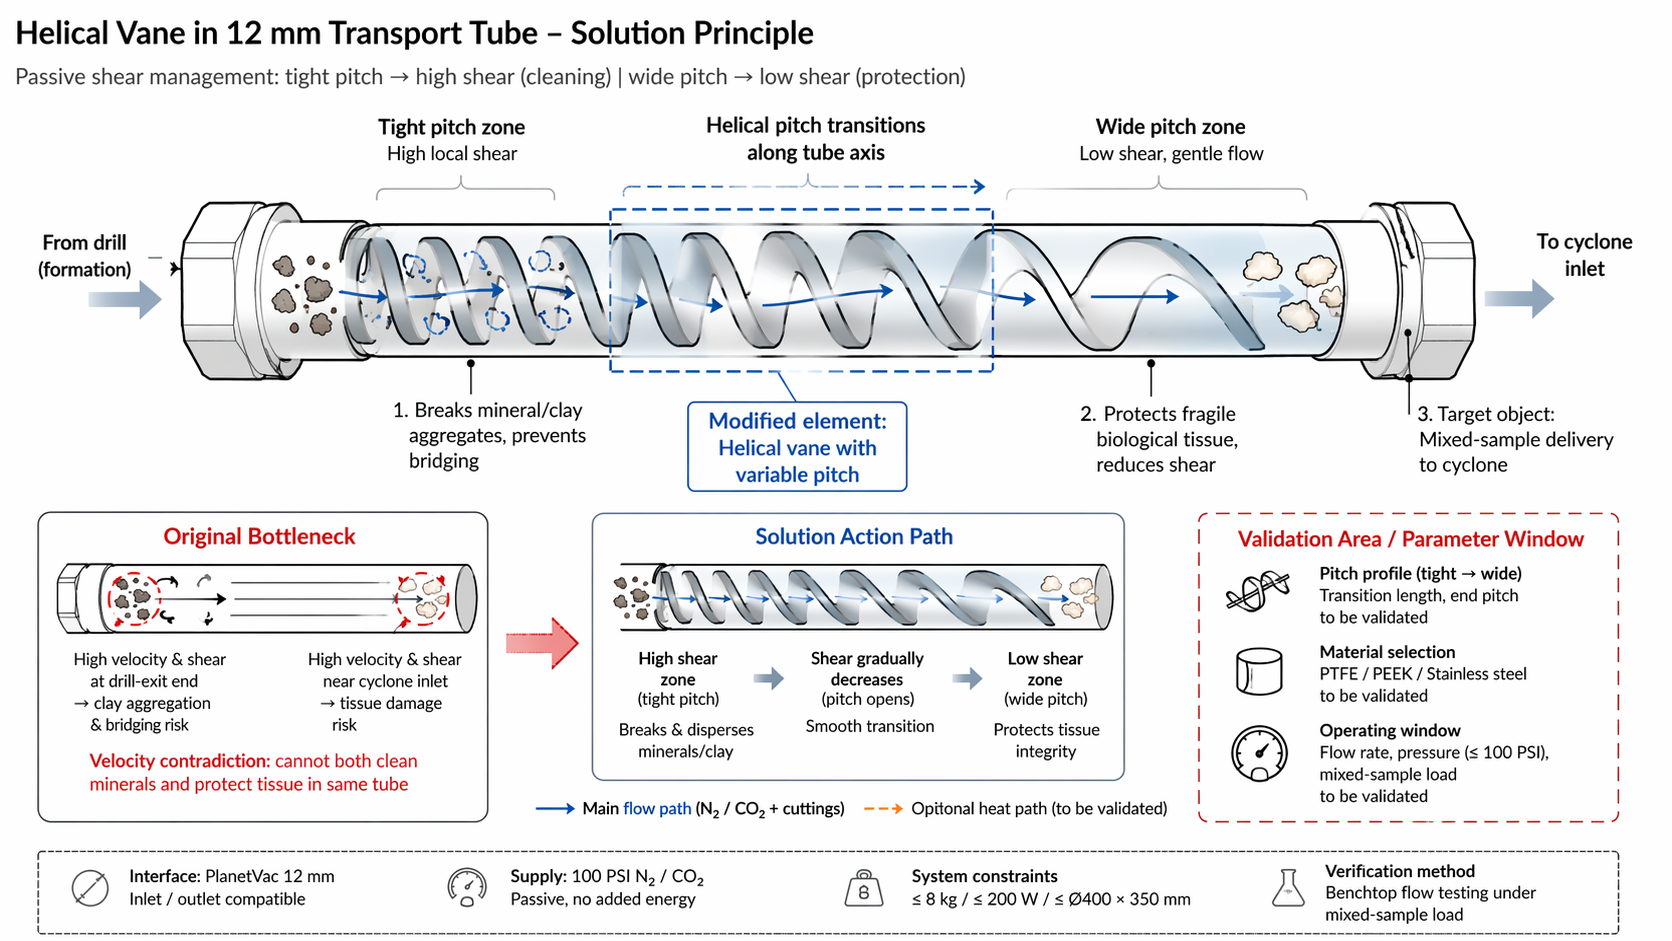 Helical Vane in 12 mm Transport Tube – Solution Principle
Passive shear management: tight pitch → high shear (cleaning) | wide pitch → low shear (protection)
Tight pitch zone
High local shear
Helical pitch transitions
along tube axis
Wide pitch zone
Low shear, gentle flow
From drill
(formation)
To cyclone
inlet
1. Breaks mineral/clay
aggregates, prevents
bridging
Modified element:
Helical vane with
variable pitch
2. Protects fragile
biological tissue,
reduces shear
3. Target object:
Mixed-sample delivery
to cyclone
Original Bottleneck
High velocity & shear
at drill-exit end
→ clay aggregation
& bridging risk
High velocity & shear
near cyclone inlet
→ tissue damage
risk
Velocity contradiction: cannot both clean
minerals and protect tissue in same tube
Solution Action Path
High shear
zone
(tight pitch)
Breaks & disperses
minerals/clay
Shear gradually
decreases
(pitch opens)
Smooth transition
Low shear
zone
(wide pitch)
Protects tissue
integrity
Main flow path (N₂ / CO₂ + cuttings)
Optional heat path (to be validated)
Validation Area / Parameter Window
Pitch profile (tight → wide)
Transition length, end pitch
to be validated
Material selection
PTFE / PEEK / Stainless steel
to be validated
Operating window
Flow rate, pressure (≤ 100 PSI),
mixed-sample load
to be validated
Interface: PlanetVac 12 mm
Inlet / outlet compatible
Supply: 100 PSI N₂ / CO₂
Passive, no added energy
8
System constraints
≤ 8 kg / ≤ 200 W / ≤ Ø400 × 350 mm
Verification method
Benchtop flow testing under
mixed-sample load